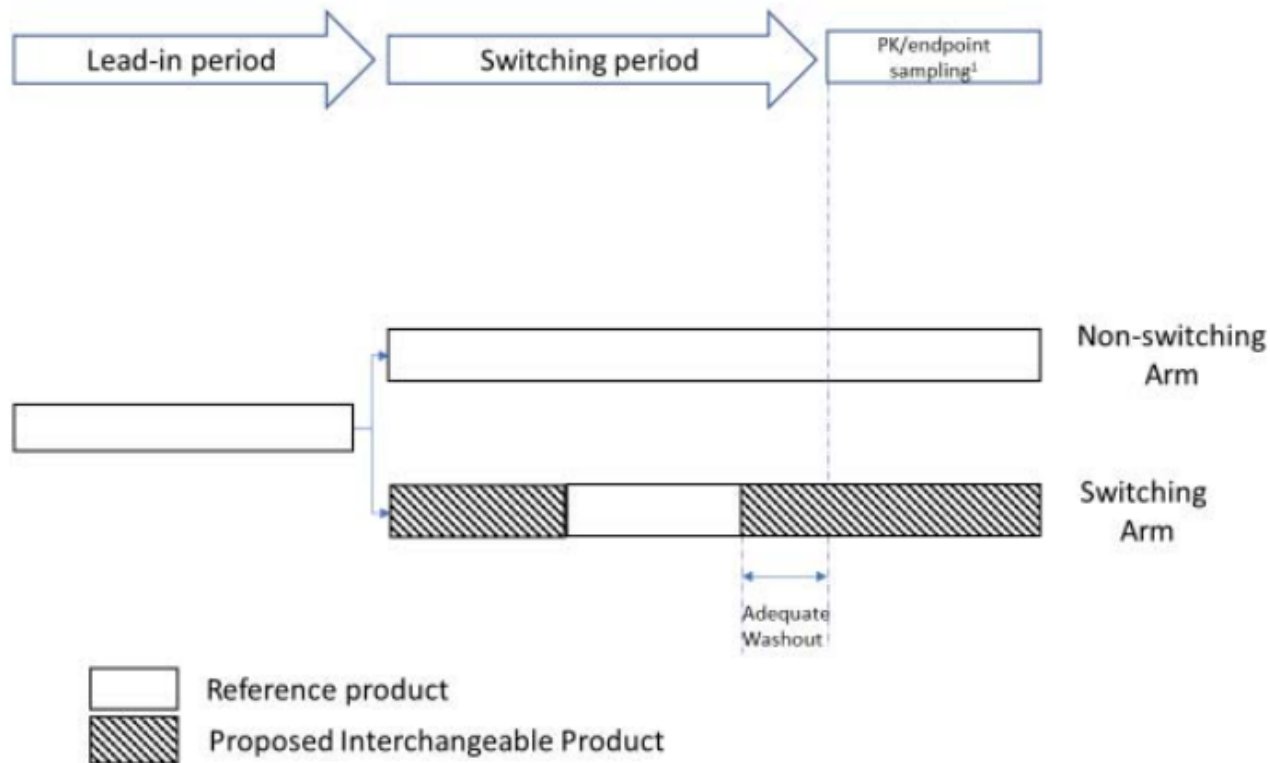 Lead-in period
Switching period
PK/endpoint
sampling¹
Non-switching
Arm
Switching
Arm
Adequate
Washout
Reference product
Proposed Interchangeable Product